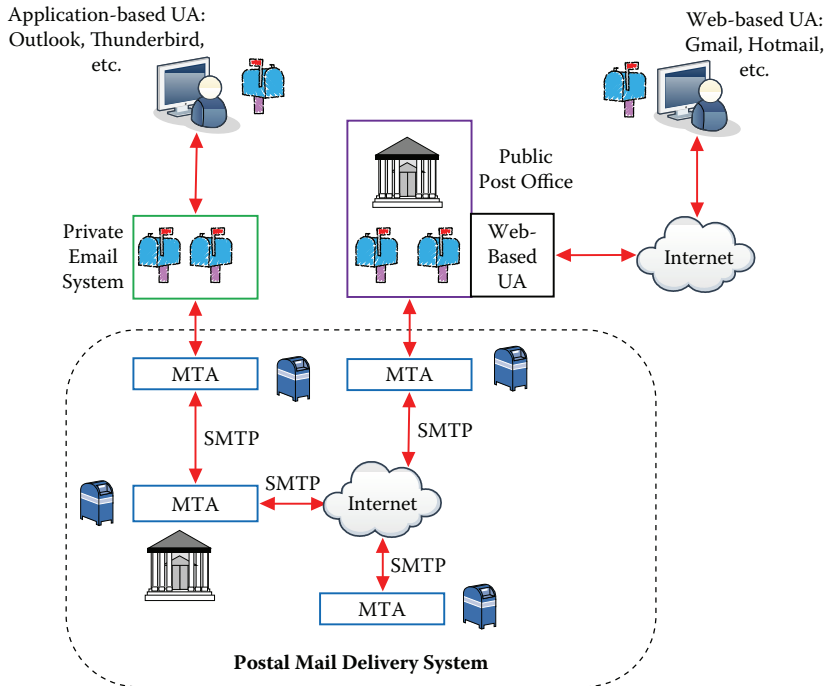 Application-based UA:
Outlook, Thunderbird,
etc.
Web-based UA:
Gmail, Hotmail,
etc.
Public
Post Office
Private
Email
System
Web-
Based
UA
Internet
MTA
MTA
SMTP
SMTP
MTA
SMTP
Internet
SMTP
MTA
Postal Mail Delivery System